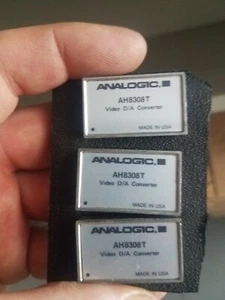 ANALOGIC
AH8308T
Video D/A Converter
MADE IN USA
ANALOGIC
AH8308T
Video D/A Converter
MADE IN USA
ANALOGIC
AH8308T
Video D/A Converter
MADE IN USA